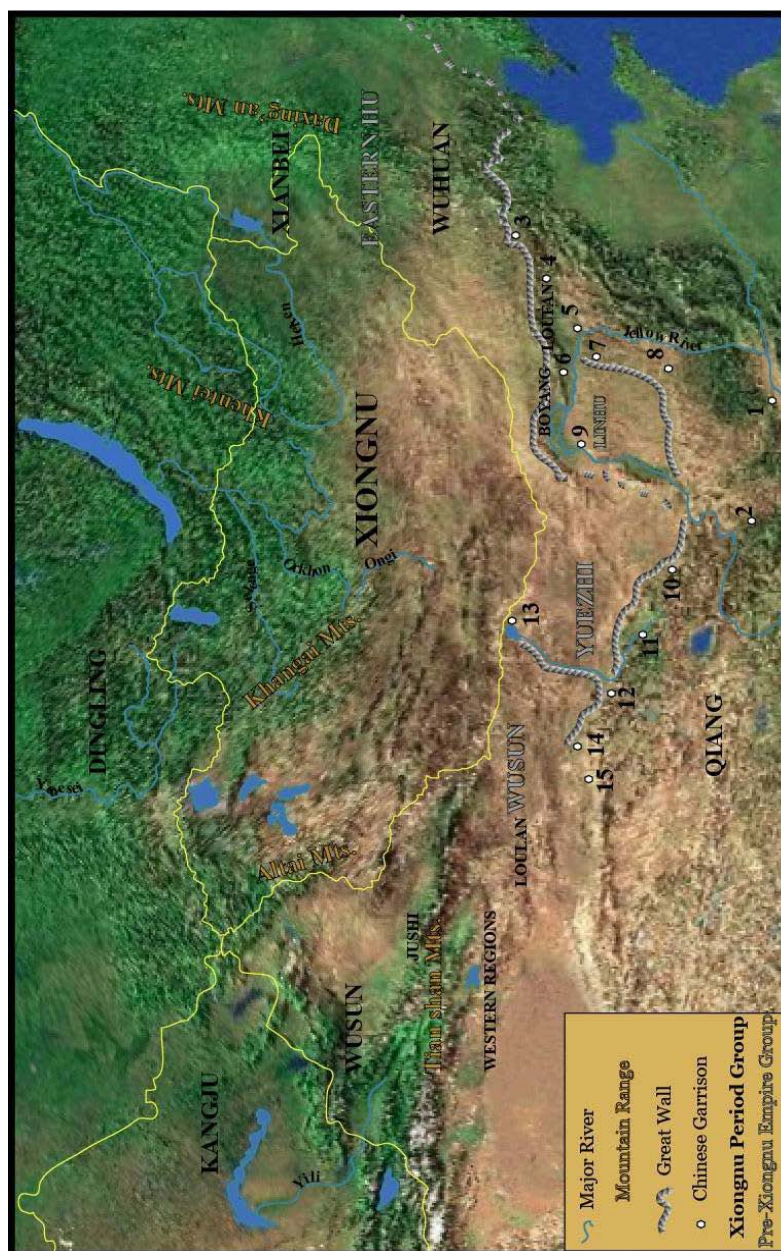 Yenisei
DINGLING
Khentei Mts.
Daxing'an Mts.
KANGJU
Selenge
Khangai Mts.
Orkhon
XIANBEI
Herlen
Altai Mts.
Yili
WUSUN
XIONGNU
EASTERN HU
Ongi
JUSHI
Tian shan Mts.
WUHUAN
WESTERN REGIONS
LOULAN
WUSUN
13
3
BOYANG
LOUFAN
4
6
5
9
14
15
YUEZHI
LINHU
7
12
Yellow River
11
10
8
QIANG
2
1
Major River
Mountain Range
Great Wall
Chinese Garrison
Xiongnu Period Group
Pre-Xiongnu Empire Group